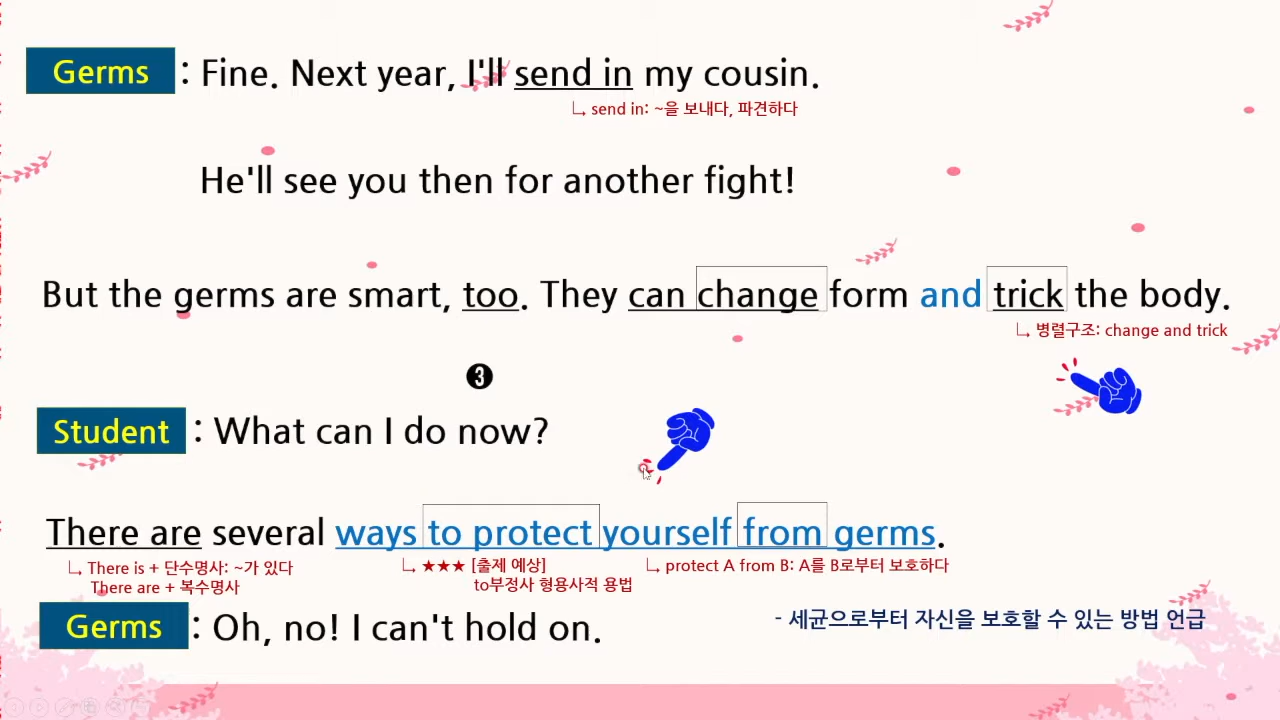 Germs : Fine. Next year, I'll send in my cousin.
send in: ~을 보내다, 파견하다
He'll see you then for another fight!
But the germs are smart, too. They can change form and trick the body.
병렬구조: change and trick
❸
Student : What can I do now?
There are several ways to protect yourself from germs.
There is + 단수명사: ~가 있다 ★★★ [출제 예상] protect A from B: A를 B로부터 보호하다
There are + 복수명사 to부정사 형용사적 용법
Germs : Oh, no! I can't hold on.
- 세균으로부터 자신을 보호할 수 있는 방법 언급